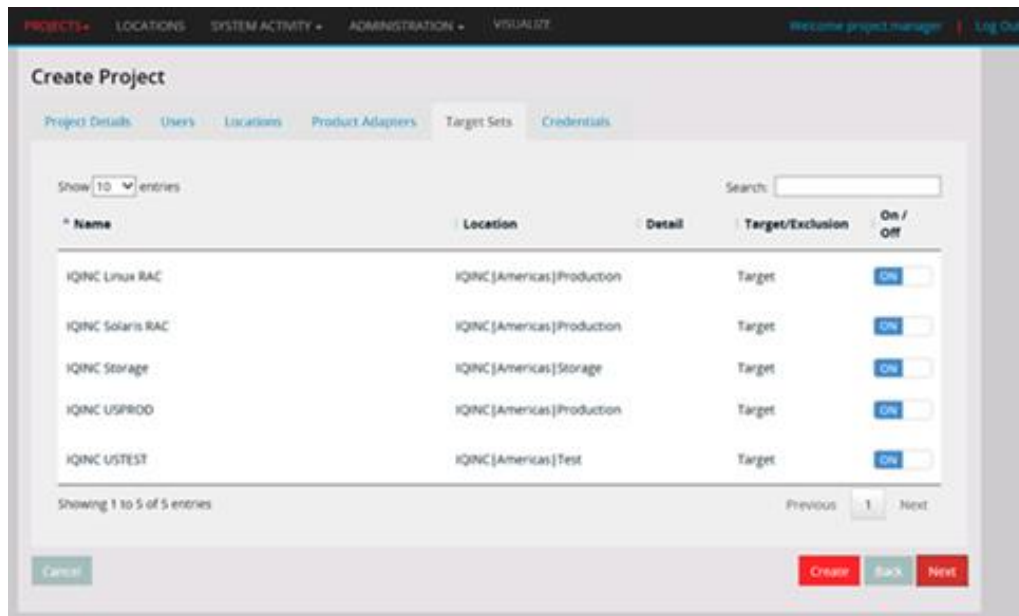 PROJECTS LOCATIONS SYSTEM ACTIVITY ADMINISTRATION VISUALIZE Welcome project.manager | Log Out
Create Project
Project Details Users Locations Product Adapters Target Sets Credentials
Show 10 entries Search:
Name Location Detail Target/Exclusion On / Off
IQINC Linux RAC IQINC|Americas|Production Target ON
IQINC Solaris RAC IQINC|Americas|Production Target ON
IQINC Storage IQINC|Americas|Storage Target ON
IQINC USPROD IQINC|Americas|Production Target ON
IQINC USTEST IQINC|Americas|Test Target ON
Showing 1 to 5 of 5 entries Previous 1 Next
Cancel Create Back Next